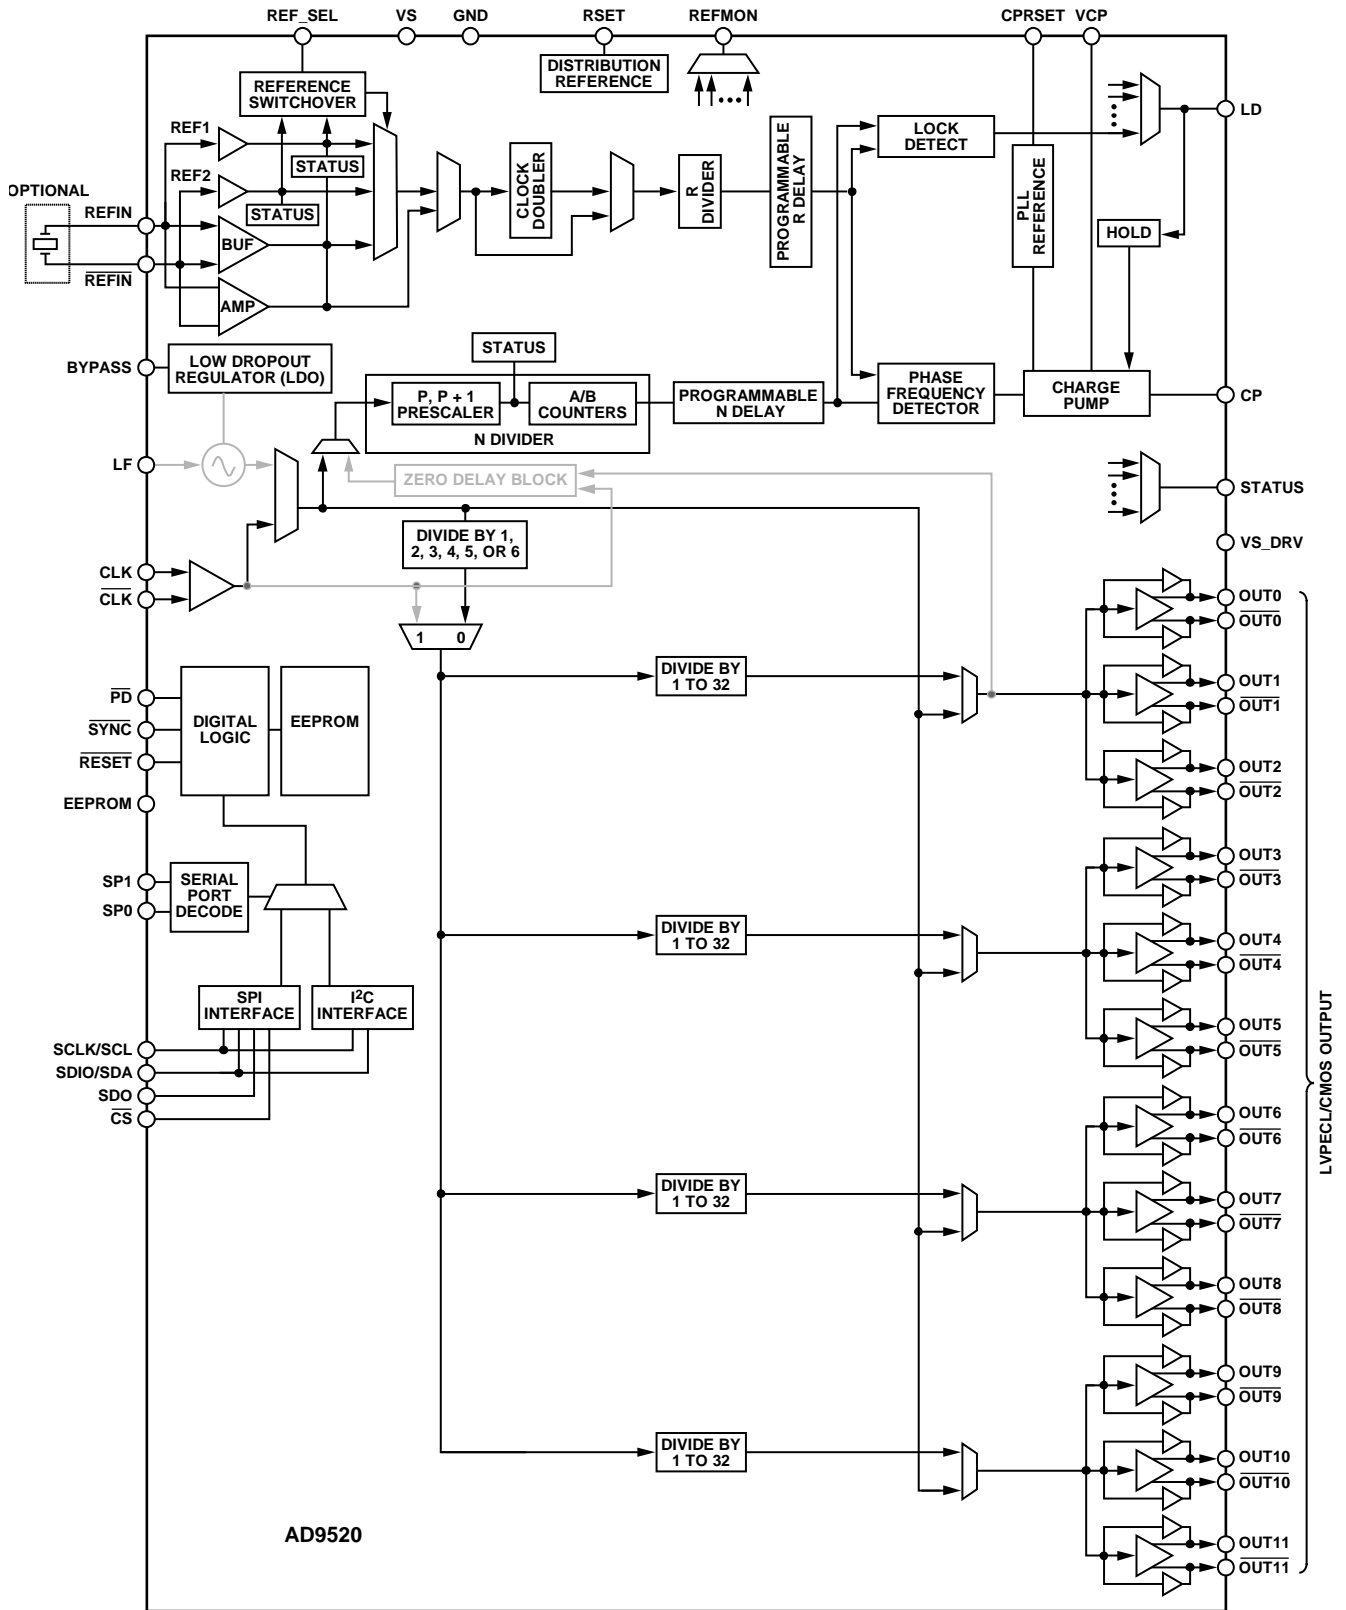 REF_SEL VS GND RSET REFMON CPRSET VCP
DISTRIBUTION
REFERENCE
REFERENCE
SWITCHOVER
REF1
STATUS
REF2
STATUS
OPTIONAL
REFIN
REFIN
BUF
AMP
CLOCK
DOUBLER
R
DIVIDER
PROGRAMMABLE
R DELAY
LOCK
DETECT
LD
PLL
REFERENCE
HOLD
BYPASS
LOW DROPOUT
REGULATOR (LDO)
STATUS
P, P + 1
PRESCALER
A/B
COUNTERS
N DIVIDER
PROGRAMMABLE
N DELAY
PHASE
FREQUENCY
DETECTOR
CHARGE
PUMP
CP
LF
ZERO DELAY BLOCK
STATUS
DIVIDE BY 1,
2, 3, 4, 5, OR 6
VS_DRV
CLK
CLK
1 0
OUT0
OUT0
DIVIDE BY
1 TO 32
OUT1
OUT1
OUT2
OUT2
PD
SYNC
RESET
DIGITAL
LOGIC
EEPROM
EEPROM
SP1
SP0
SERIAL
PORT
DECODE
OUT3
OUT3
DIVIDE BY
1 TO 32
OUT4
OUT4
OUT5
OUT5
SPI
INTERFACE
I2C
INTERFACE
SCLK/SCL
SDIO/SDA
SDO
CS
LVPECL/CMOS OUTPUT
OUT6
OUT6
DIVIDE BY
1 TO 32
OUT7
OUT7
OUT8
OUT8
OUT9
OUT9
DIVIDE BY
1 TO 32
OUT10
OUT10
OUT11
OUT11
AD9520